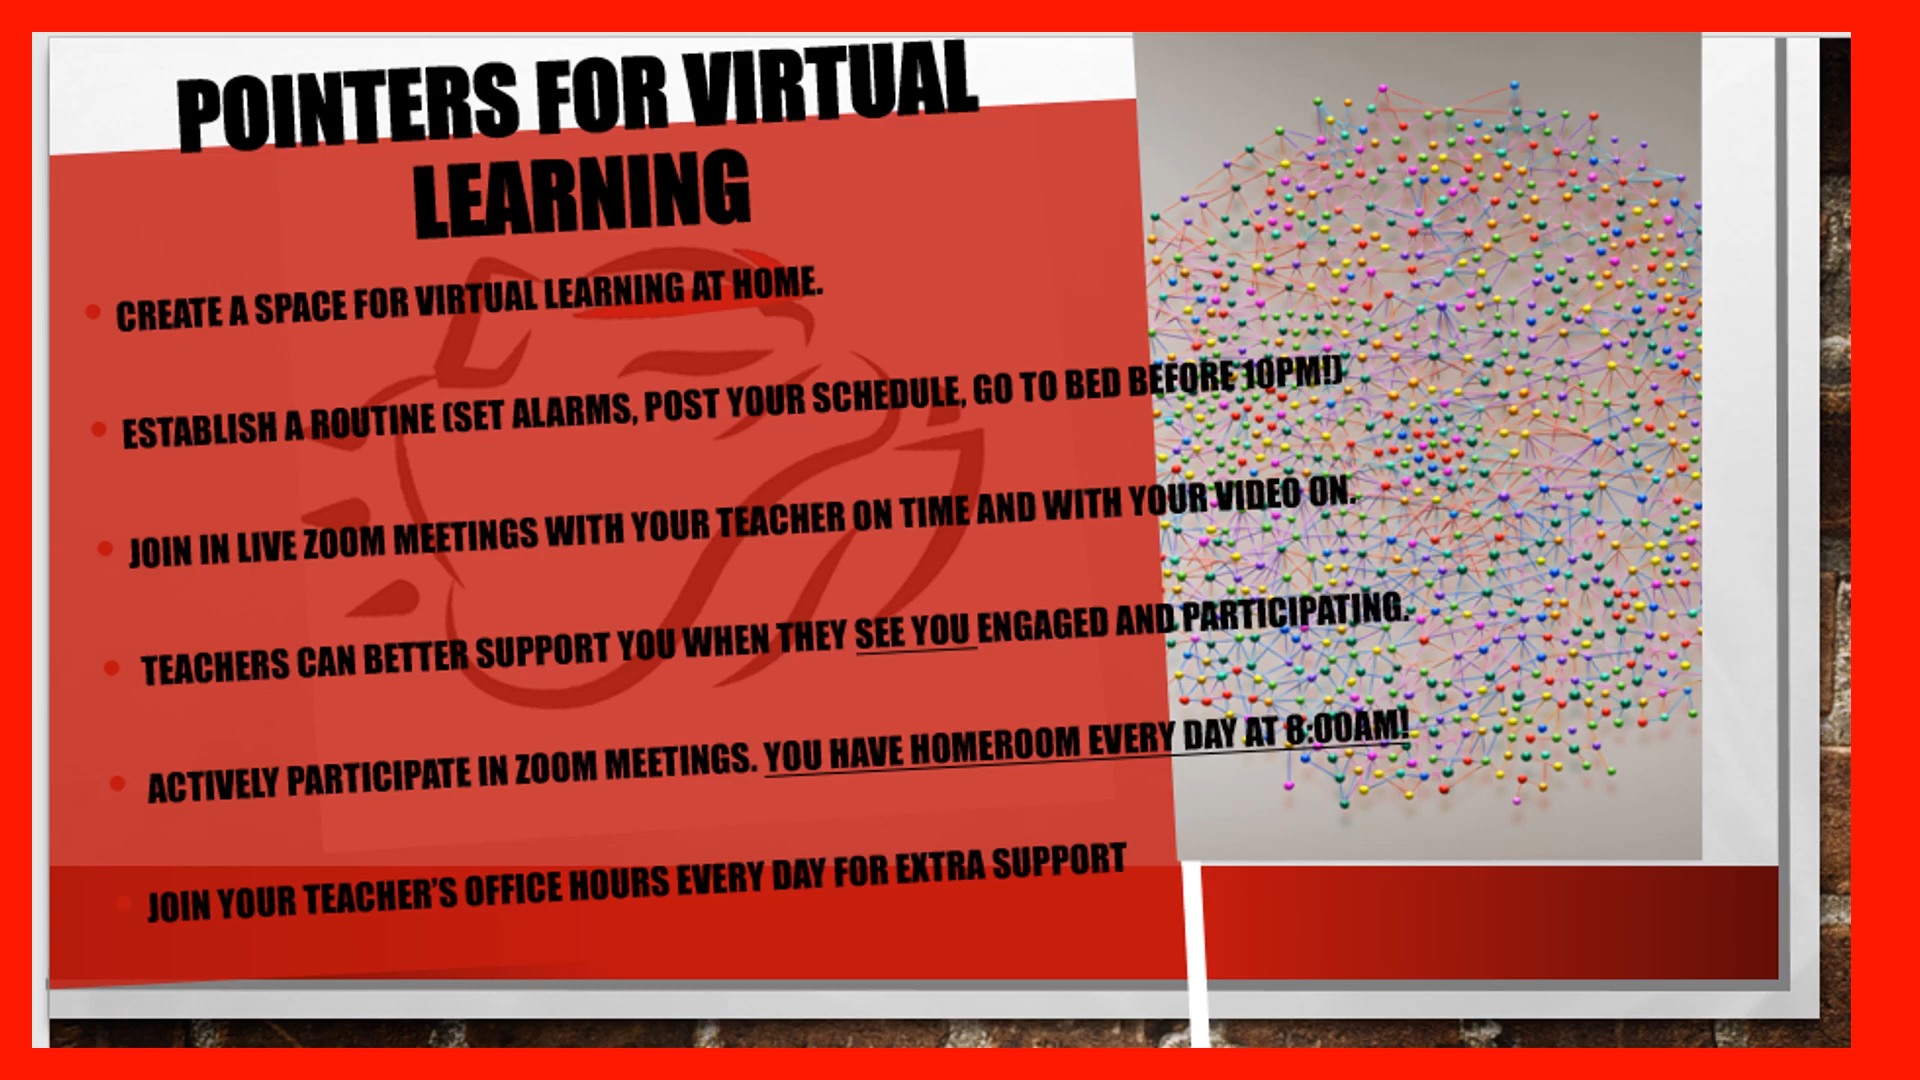 POINTERS FOR VIRTUAL
LEARNING
CREATE A SPACE FOR VIRTUAL LEARNING AT HOME.
ESTABLISH A ROUTINE (SET ALARMS, POST YOUR SCHEDULE, GO TO BED BEFORE 10PM!)
JOIN IN LIVE ZOOM MEETINGS WITH YOUR TEACHER ON TIME AND WITH YOUR VIDEO ON.
TEACHERS CAN BETTER SUPPORT YOU WHEN THEY SEE YOU ENGAGED AND PARTICIPATING.
ACTIVELY PARTICIPATE IN ZOOM MEETINGS. YOU HAVE HOMEROOM EVERY DAY AT 8:00AM!
JOIN YOUR TEACHER'S OFFICE HOURS EVERY DAY FOR EXTRA SUPPORT